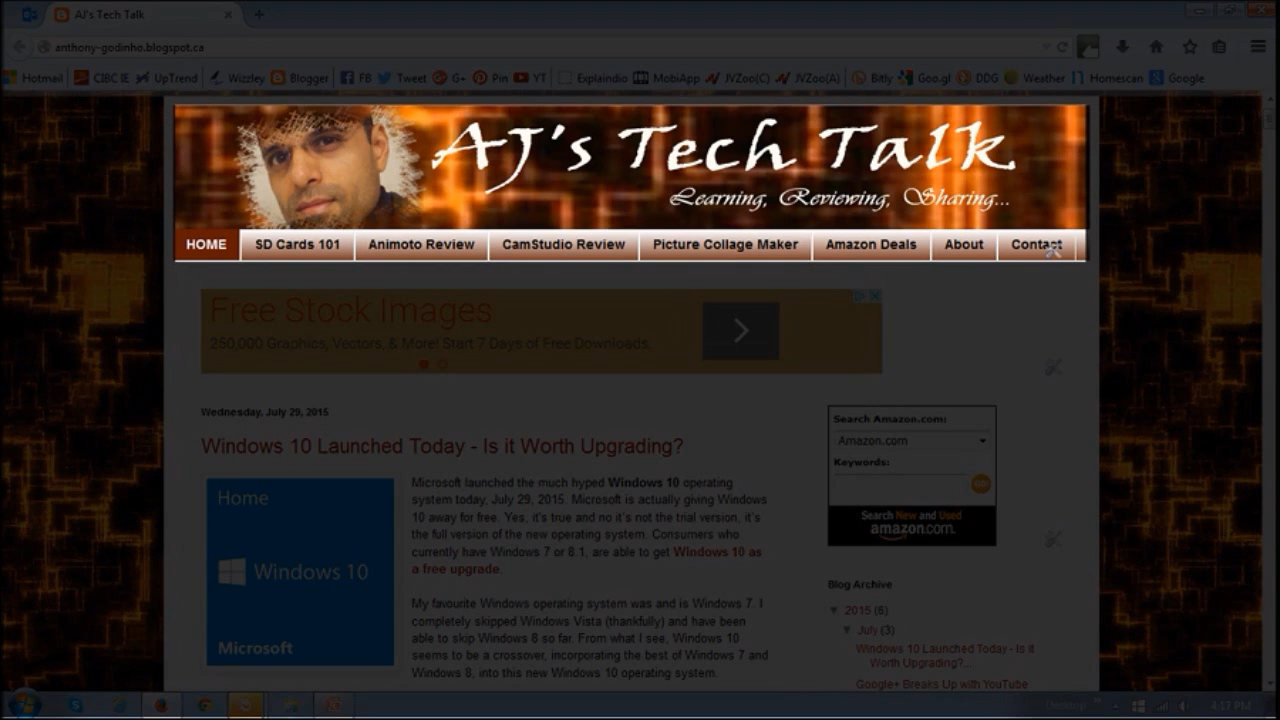 AJ's Tech Talk
anthony-godinho.blogspot.ca
Hotmail CIBC IE UpTrend Wizzley Blogger FB Tweet G+ Pin YT Explaindio MobiApp JVZoo(C) JVZoo(A) Bitly Goo.gl DDG Weather Homescan Google
AJ's Tech Talk
Learning, Reviewing, Sharing...
HOME SD Cards 101 Animoto Review CamStudio Review Picture Collage Maker Amazon Deals About Contact
Free Stock Images
250,000 Graphics, Vectors, & More! Start 7 Days of Free Downloads.
Wednesday, July 29, 2015
Windows 10 Launched Today - Is it Worth Upgrading?
Home
Windows 10
Microsoft
Microsoft launched the much hyped Windows 10 operating
system today, July 29, 2015. Microsoft is actually giving Windows
10 away for free. Yes, it's true and no it's not the trial version, it's
the full version of the new operating system. Consumers who
currently have Windows 7 or 8.1, are able to get Windows 10 as
a free upgrade.
My favourite Windows operating system was and is Windows 7. I
completely skipped Windows Vista (thankfully) and have been
able to skip Windows 8 so far. From what I see, Windows 10
seems to be a crossover, incorporating the best of Windows 7 and
Windows 8, into this new Windows 10 operating system.
Search Amazon.com:
Amazon.com
Keywords:
Search New and Used
amazon.com.
Blog Archive
2015 (6)
July (3)
Windows 10 Launched Today - Is it
Worth Upgrading?...
Google+ Breaks Up with YouTube
Desktop
4:17 PM